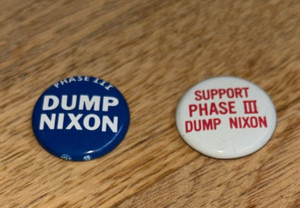 PHASE III
DUMP
NIXON
SUPPORT
PHASE III
DUMP NIXON